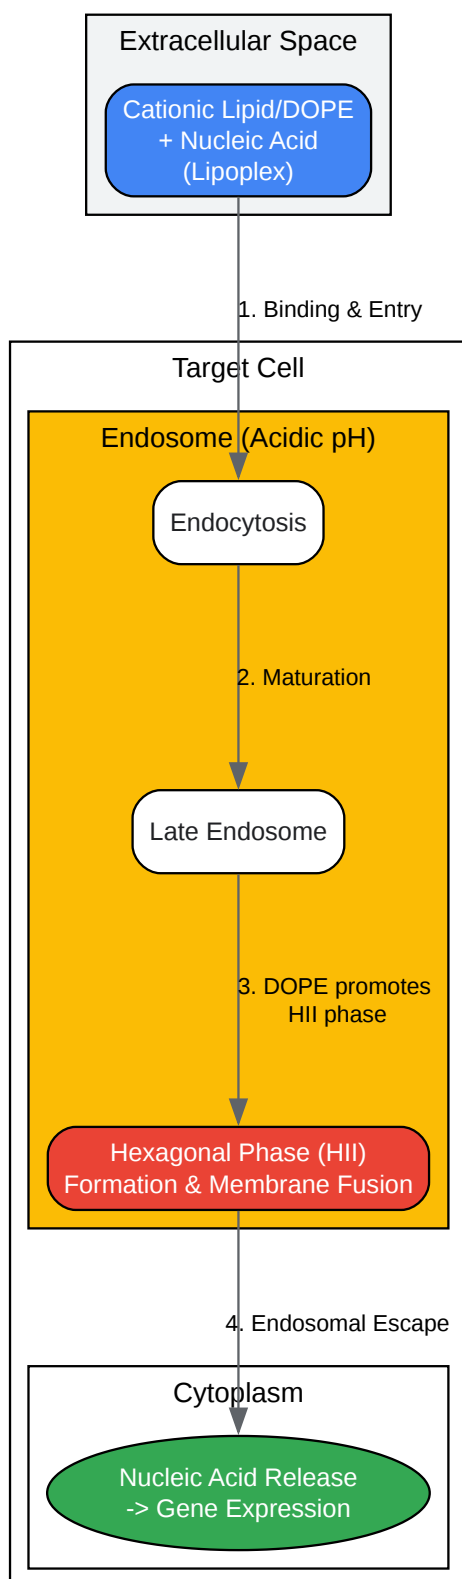 Extracellular Space
Cationic Lipid/DOPE
+ Nucleic Acid
(Lipoplex)
1. Binding & Entry
Target Cell
Endosome (Acidic pH)
Endocytosis
2. Maturation
Late Endosome
3. DOPE promotes
HII phase
Hexagonal Phase (HII)
Formation & Membrane Fusion
4. Endosomal Escape
Cytoplasm
Nucleic Acid Release
-> Gene Expression